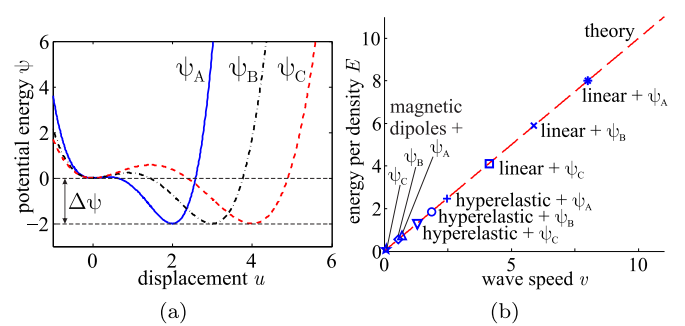 6
4
2
0
−2
potential energy ψ
ψA
ψB
ψC
Δψ
0
2
4
6
displacement u
(a)
10
8
6
4
2
0
energy per density E
theory
linear + ψA
linear + ψB
linear + ψC
magnetic
dipoles +
ψA
ψB
ψC
hyperelastic + ψA
hyperelastic + ψB
hyperelastic + ψC
0
5
10
wave speed v
(b)